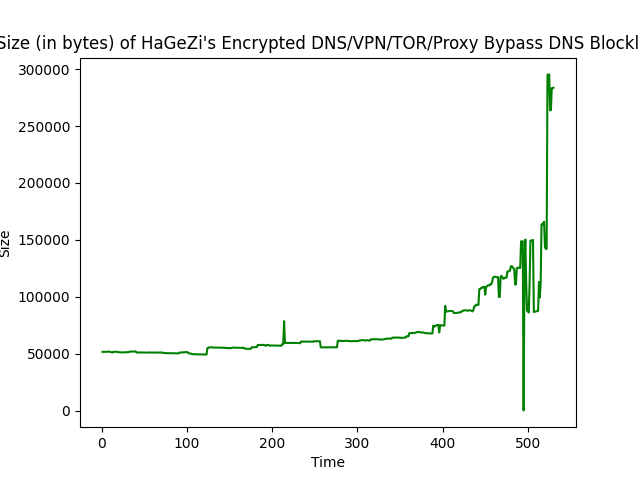 Size (in bytes) of HaGeZi's Encrypted DNS/VPN/TOR/Proxy Bypass DNS Blockl
300000
250000
200000
150000
100000
50000
0
Size
0 100 200 300 400 500
Time